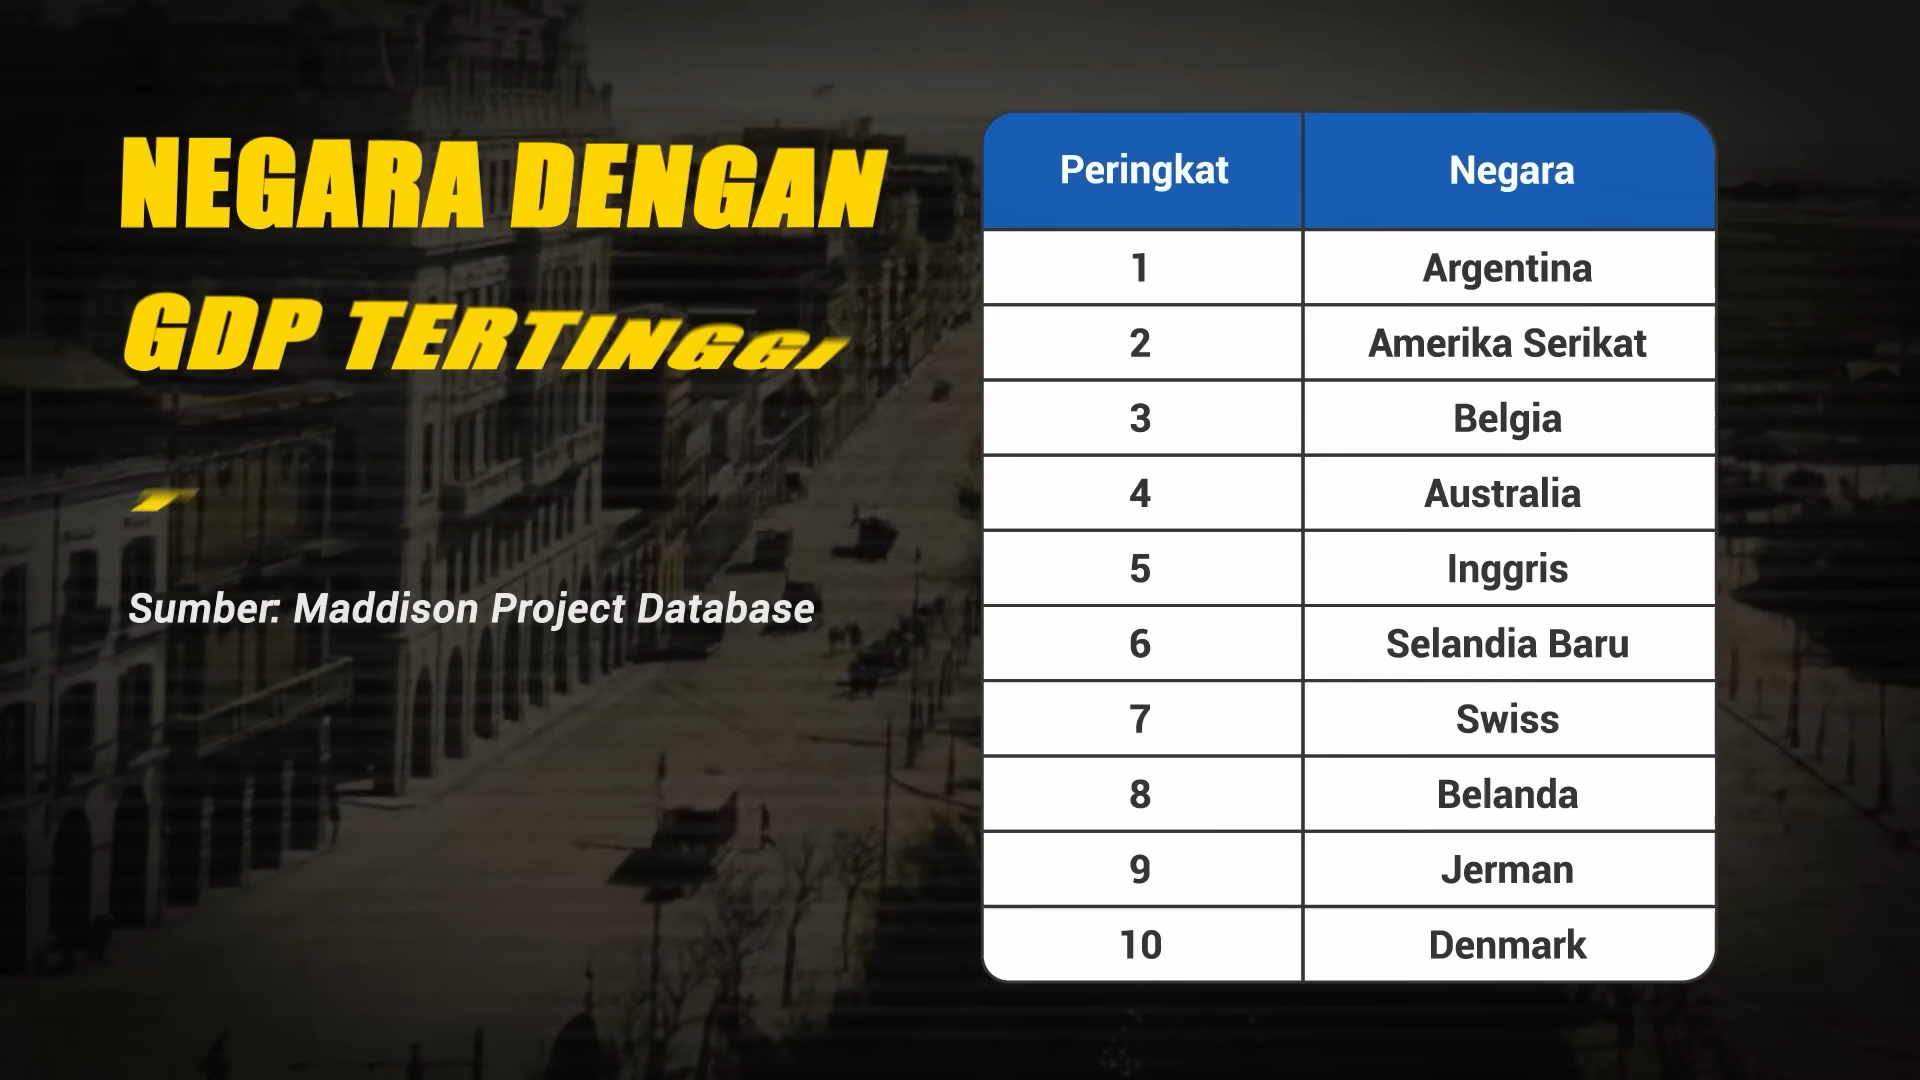 NEGARA DENGAN
GDP TERTINGGI
Sumber: Maddison Project Database
Peringkat Negara
1 Argentina
2 Amerika Serikat
3 Belgia
4 Australia
5 Inggris
6 Selandia Baru
7 Swiss
8 Belanda
9 Jerman
10 Denmark